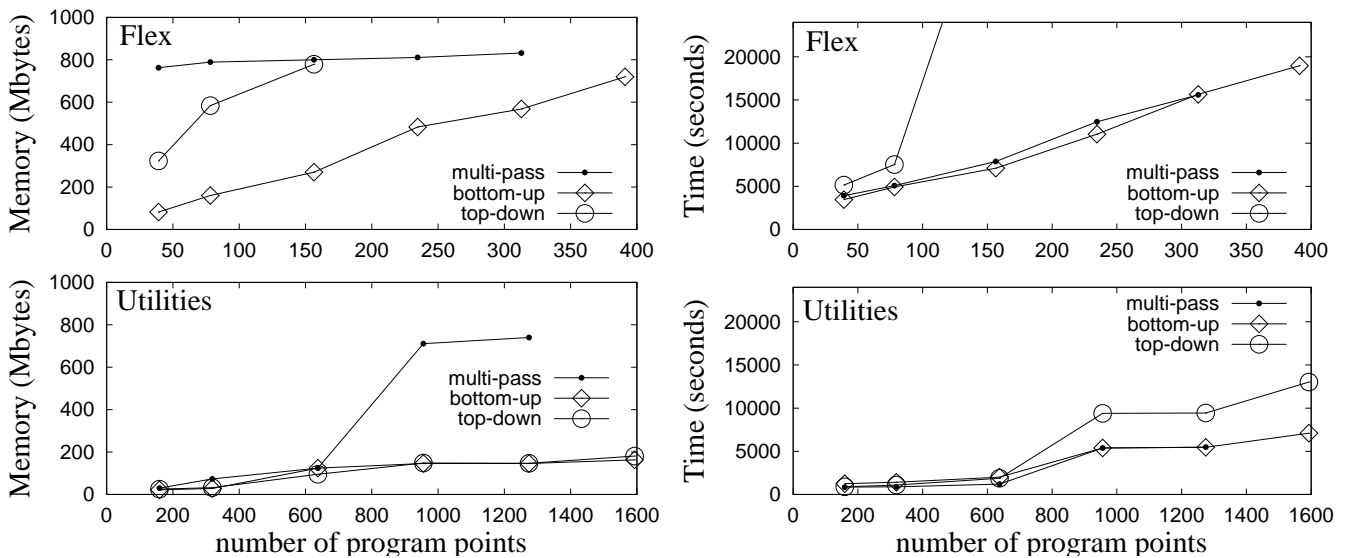 Flex
Memory (Mbytes)
1000
800
600
400
200
0
multi-pass
bottom-up
top-down
0 50 100 150 200 250 300 350 400
Flex
Time (seconds)
20000
15000
10000
5000
0
multi-pass
bottom-up
top-down
0 50 100 150 200 250 300 350 400
Utilities
Memory (Mbytes)
1000
800
600
400
200
0
multi-pass
bottom-up
top-down
0 200 400 600 800 1000 1200 1400 1600
number of program points
Utilities
Time (seconds)
20000
15000
10000
5000
0
multi-pass
bottom-up
top-down
0 200 400 600 800 1000 1200 1400 1600
number of program points